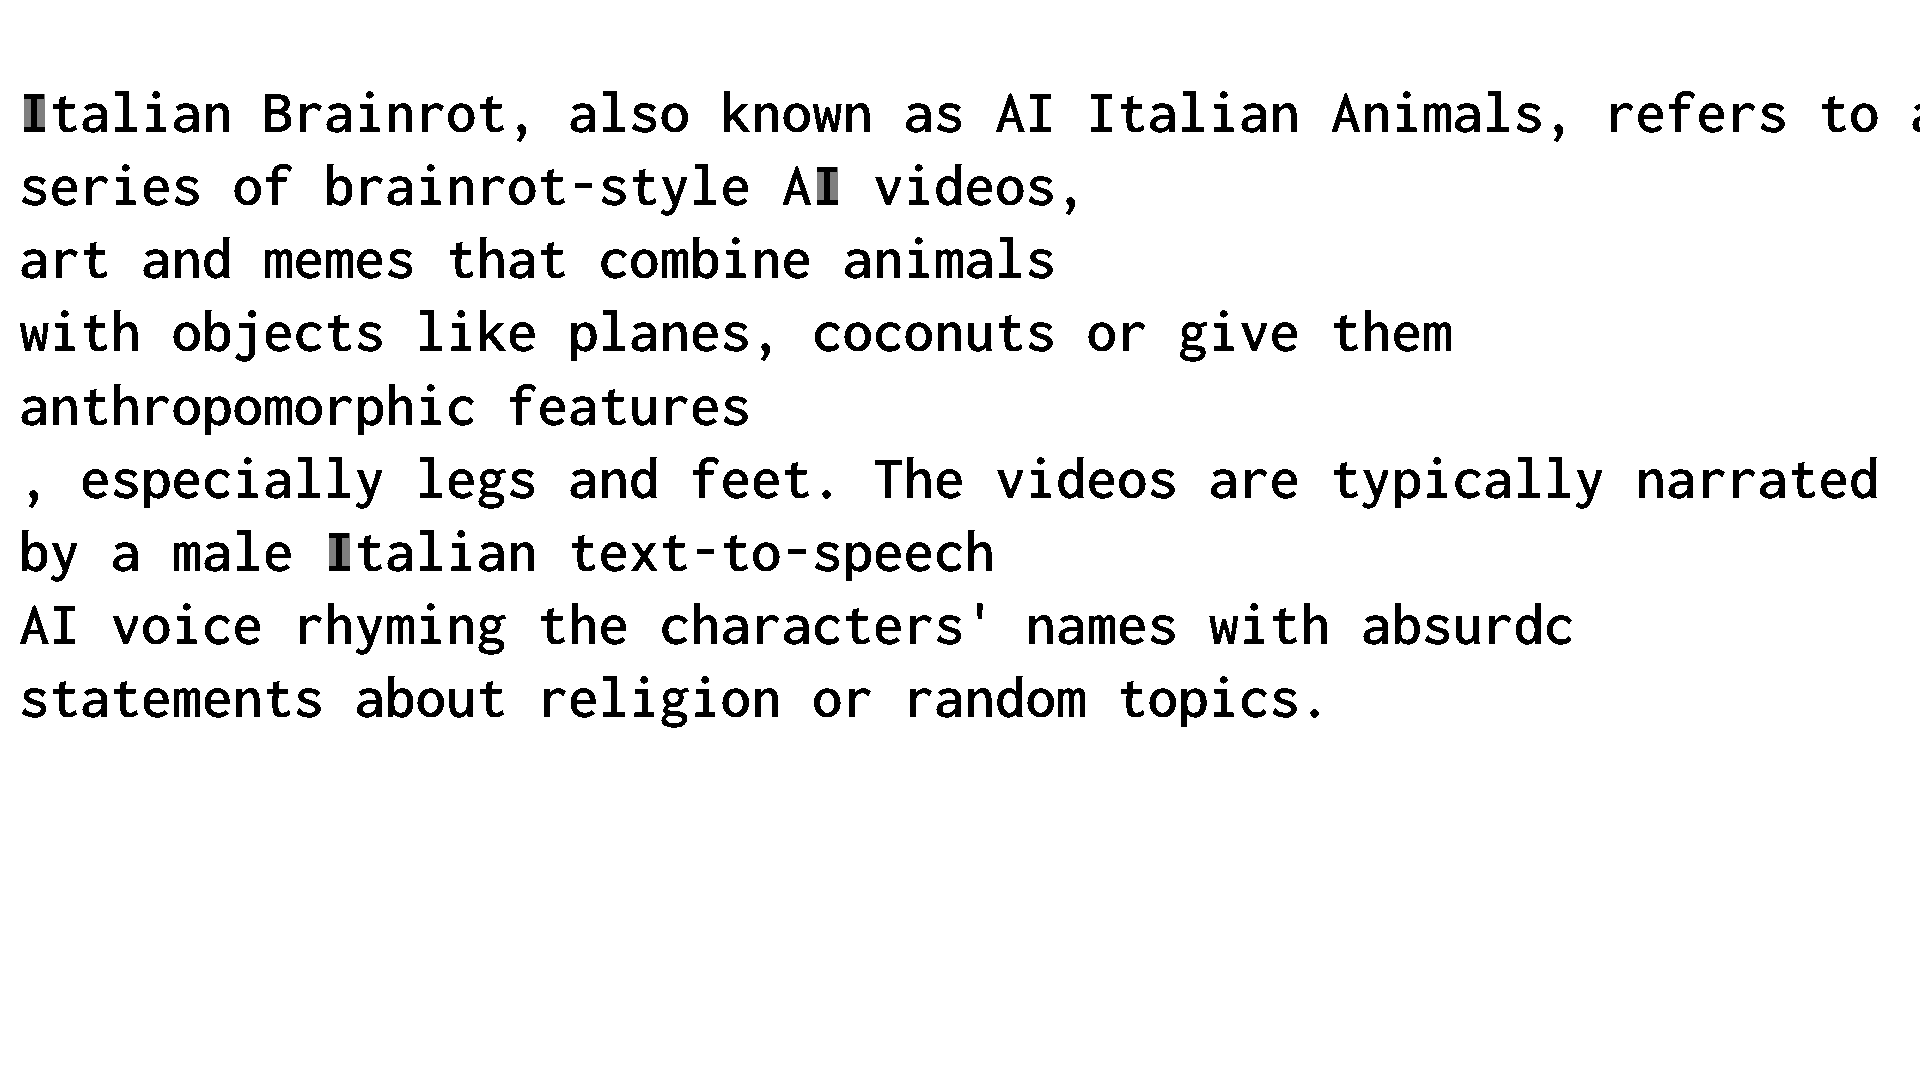 Italian Brainrot, also known as AI Italian Animals, refers to a
series of brainrot-style AI videos,
art and memes that combine animals
with objects like planes, coconuts or give them
anthropomorphic features
, especially legs and feet. The videos are typically narrated
by a male Italian text-to-speech
AI voice rhyming the characters' names with absurdc
statements about religion or random topics.